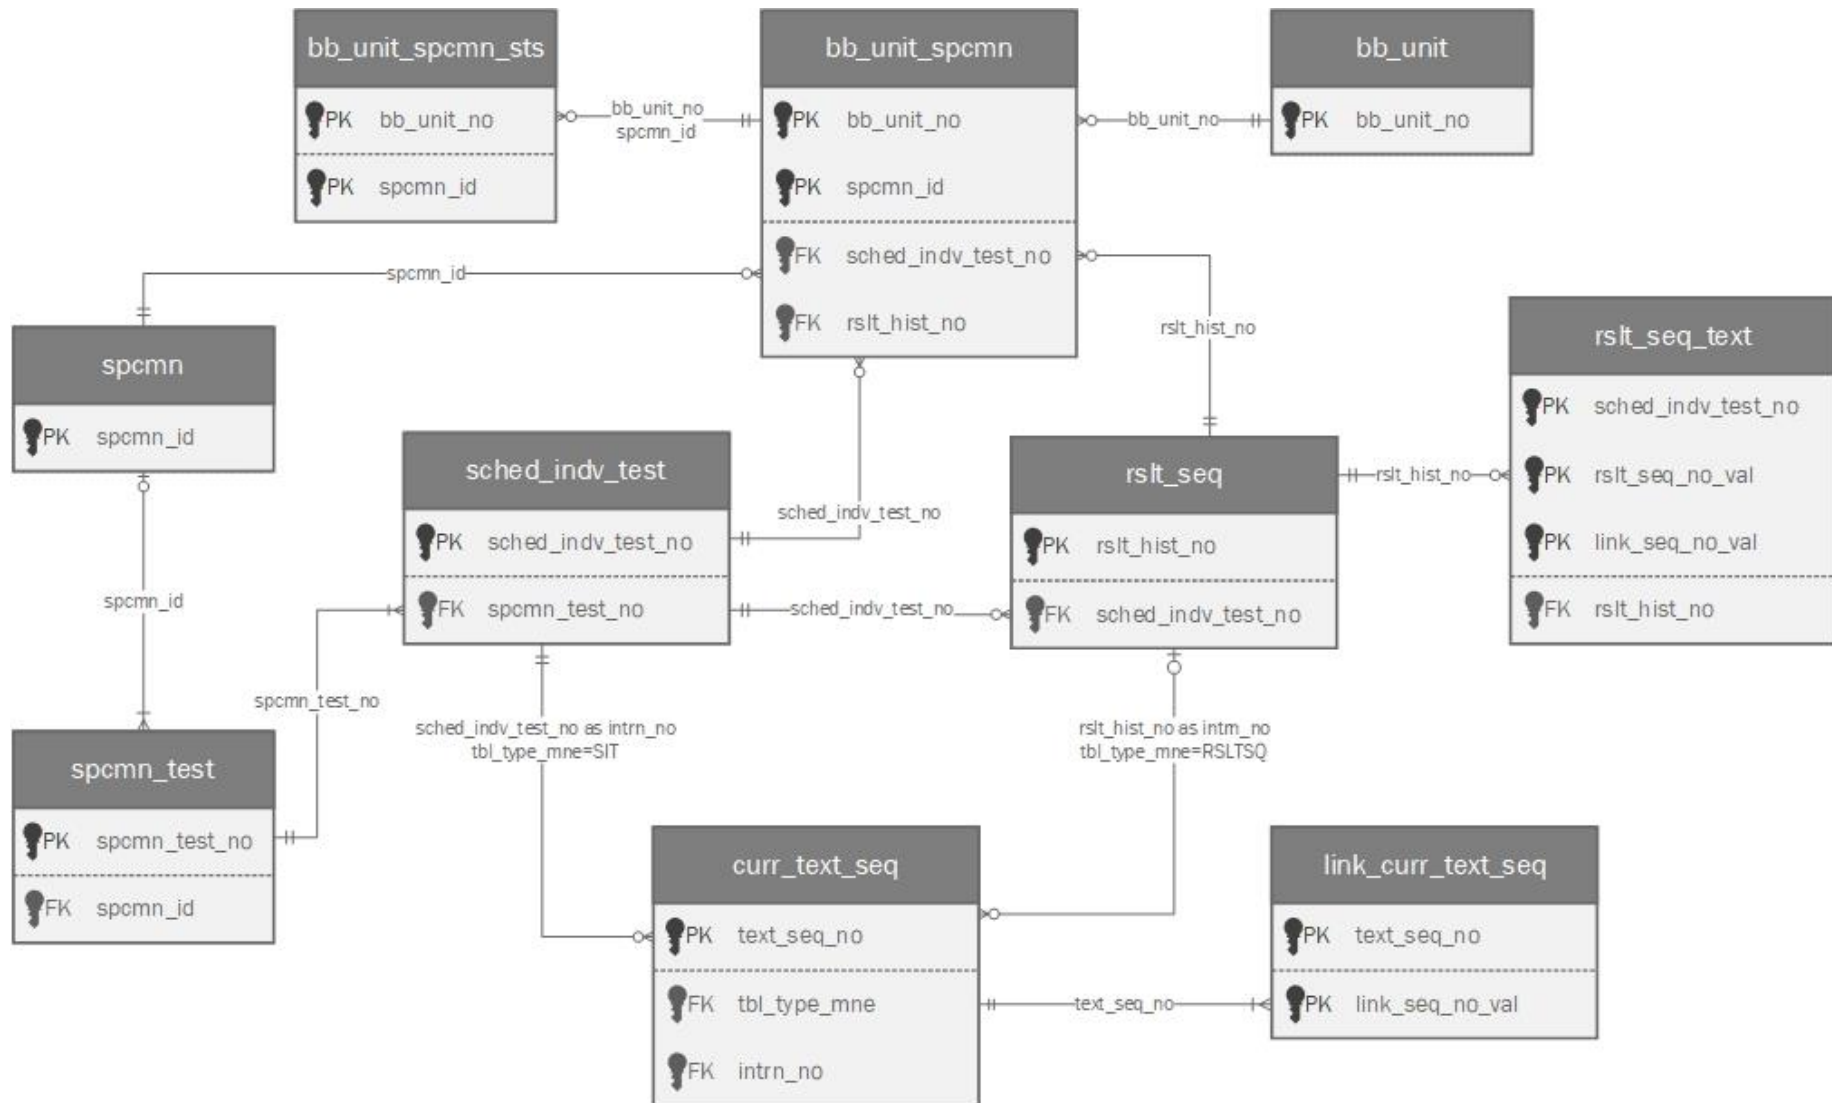 bb_unit_spcmn_sts
PK bb_unit_no
PK spcmn_id
bb_unit_no
spcmn_id
bb_unit_spcmn
PK bb_unit_no
PK spcmn_id
FK sched_indv_test_no
FK rslt_hist_no
bb_unit_no
bb_unit
PK bb_unit_no
spcmn_id
rslt_hist_no
spcmn
PK spcmn_id
sched_indv_test
PK sched_indv_test_no
FK spcmn_test_no
sched_indv_test_no
sched_indv_test_no
rslt_seq
PK rslt_hist_no
FK sched_indv_test_no
rslt_hist_no
rslt_seq_text
PK sched_indv_test_no
PK rslt_seq_no_val
PK link_seq_no_val
FK rslt_hist_no
spcmn_id
spcmn_test_no
sched_indv_test_no as intrn_no
tbl_type_mne=SIT
rslt_hist_no as intrn_no
tbl_type_mne=RSLTSQ
spcmn_test
PK spcmn_test_no
FK spcmn_id
curr_text_seq
PK text_seq_no
FK tbl_type_mne
FK intrn_no
text_seq_no
link_curr_text_seq
PK text_seq_no
PK link_seq_no_val